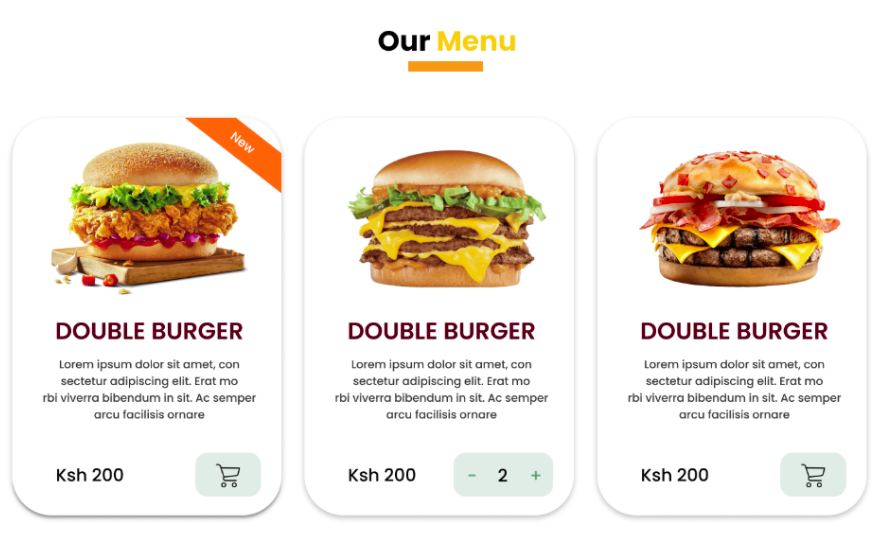 Our Menu
New
DOUBLE BURGER
Lorem ipsum dolor sit amet, con
sectetur adipiscing elit. Erat mo
rbi viverra bibendum in sit. Ac semper
arcu facilisis ornare
Ksh 200
DOUBLE BURGER
Lorem ipsum dolor sit amet, con
sectetur adipiscing elit. Erat mo
rbi viverra bibendum in sit. Ac semper
arcu facilisis ornare
Ksh 200
- 2 +
DOUBLE BURGER
Lorem ipsum dolor sit amet, con
sectetur adipiscing elit. Erat mo
rbi viverra bibendum in sit. Ac semper
arcu facilisis ornare
Ksh 200